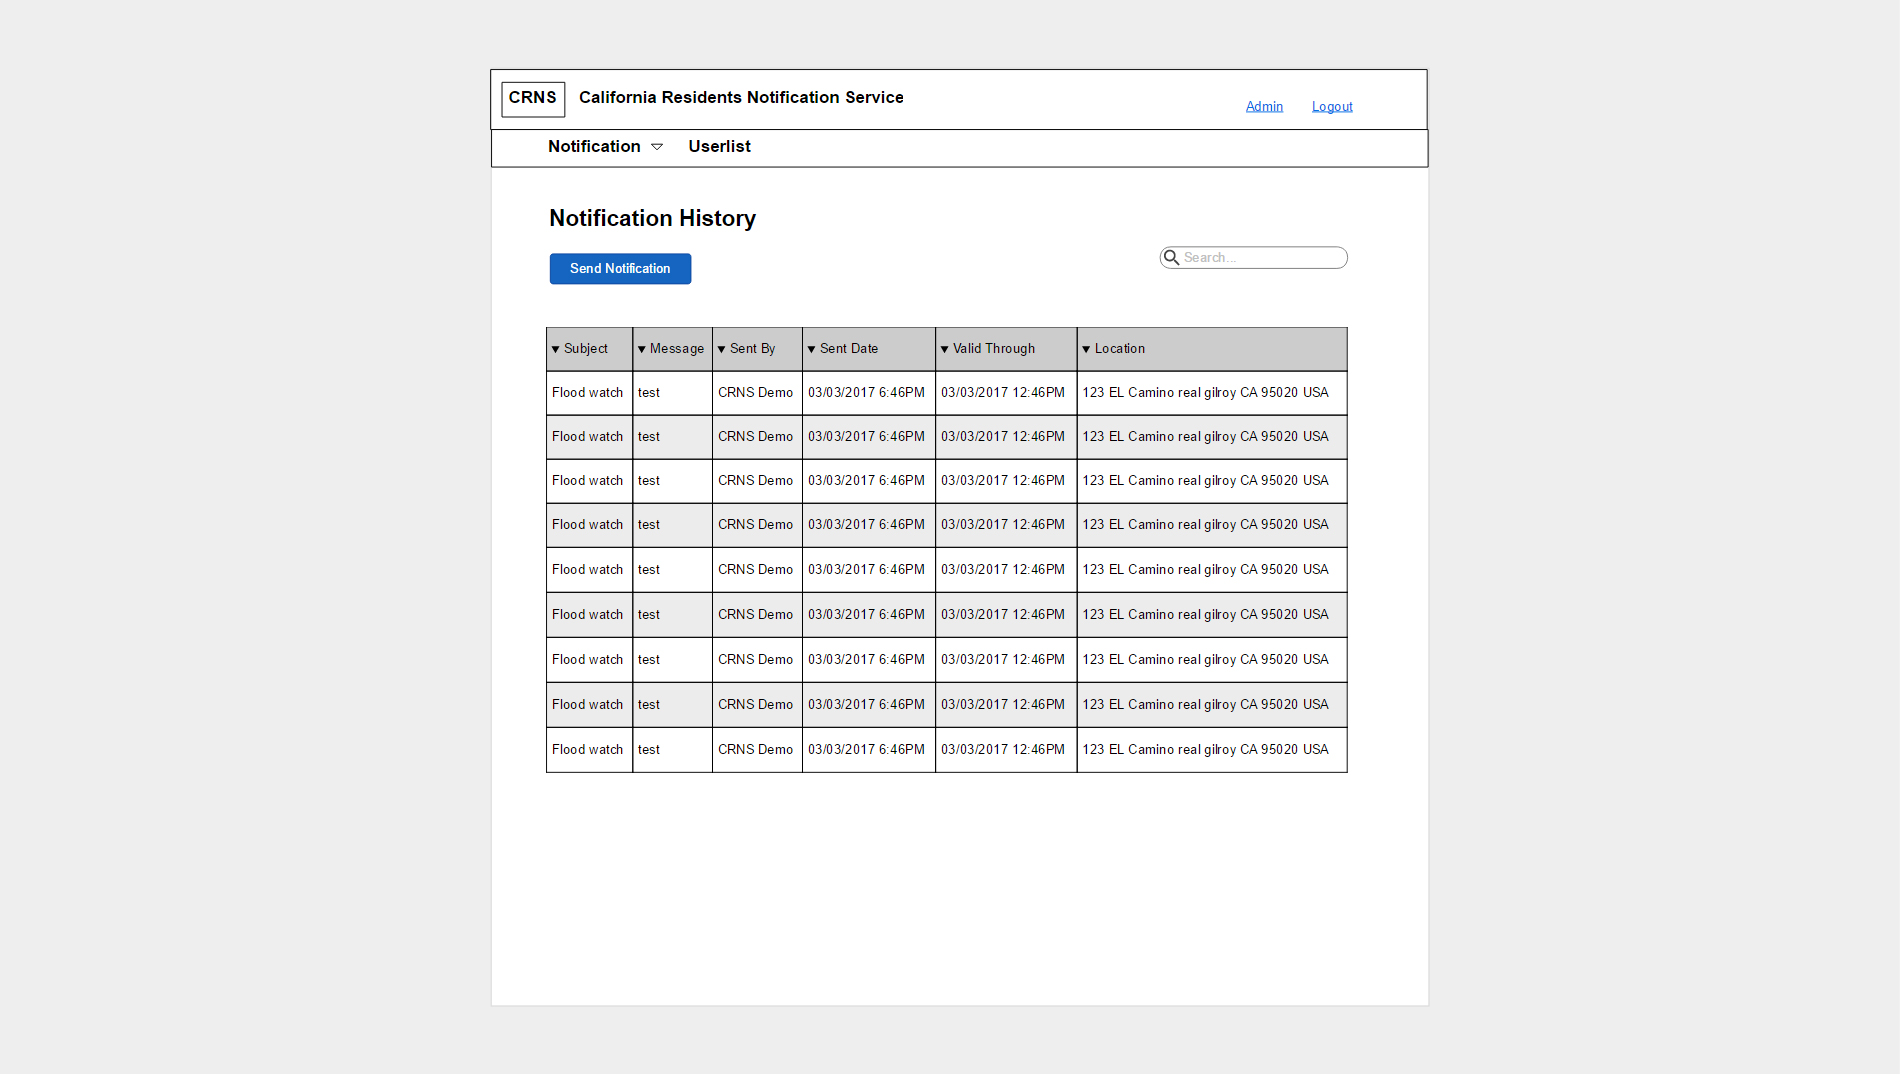 CRNS California Residents Notification Service
Admin Logout
Notification Userlist
Notification History
Search...
Send Notification
Subject Message Sent By Sent Date Valid Through Location
Flood watch test CRNS Demo 03/03/2017 6:46PM 03/03/2017 12:46PM 123 EL Camino real gilroy CA 95020 USA
Flood watch test CRNS Demo 03/03/2017 6:46PM 03/03/2017 12:46PM 123 EL Camino real gilroy CA 95020 USA
Flood watch test CRNS Demo 03/03/2017 6:46PM 03/03/2017 12:46PM 123 EL Camino real gilroy CA 95020 USA
Flood watch test CRNS Demo 03/03/2017 6:46PM 03/03/2017 12:46PM 123 EL Camino real gilroy CA 95020 USA
Flood watch test CRNS Demo 03/03/2017 6:46PM 03/03/2017 12:46PM 123 EL Camino real gilroy CA 95020 USA
Flood watch test CRNS Demo 03/03/2017 6:46PM 03/03/2017 12:46PM 123 EL Camino real gilroy CA 95020 USA
Flood watch test CRNS Demo 03/03/2017 6:46PM 03/03/2017 12:46PM 123 EL Camino real gilroy CA 95020 USA
Flood watch test CRNS Demo 03/03/2017 6:46PM 03/03/2017 12:46PM 123 EL Camino real gilroy CA 95020 USA
Flood watch test CRNS Demo 03/03/2017 6:46PM 03/03/2017 12:46PM 123 EL Camino real gilroy CA 95020 USA